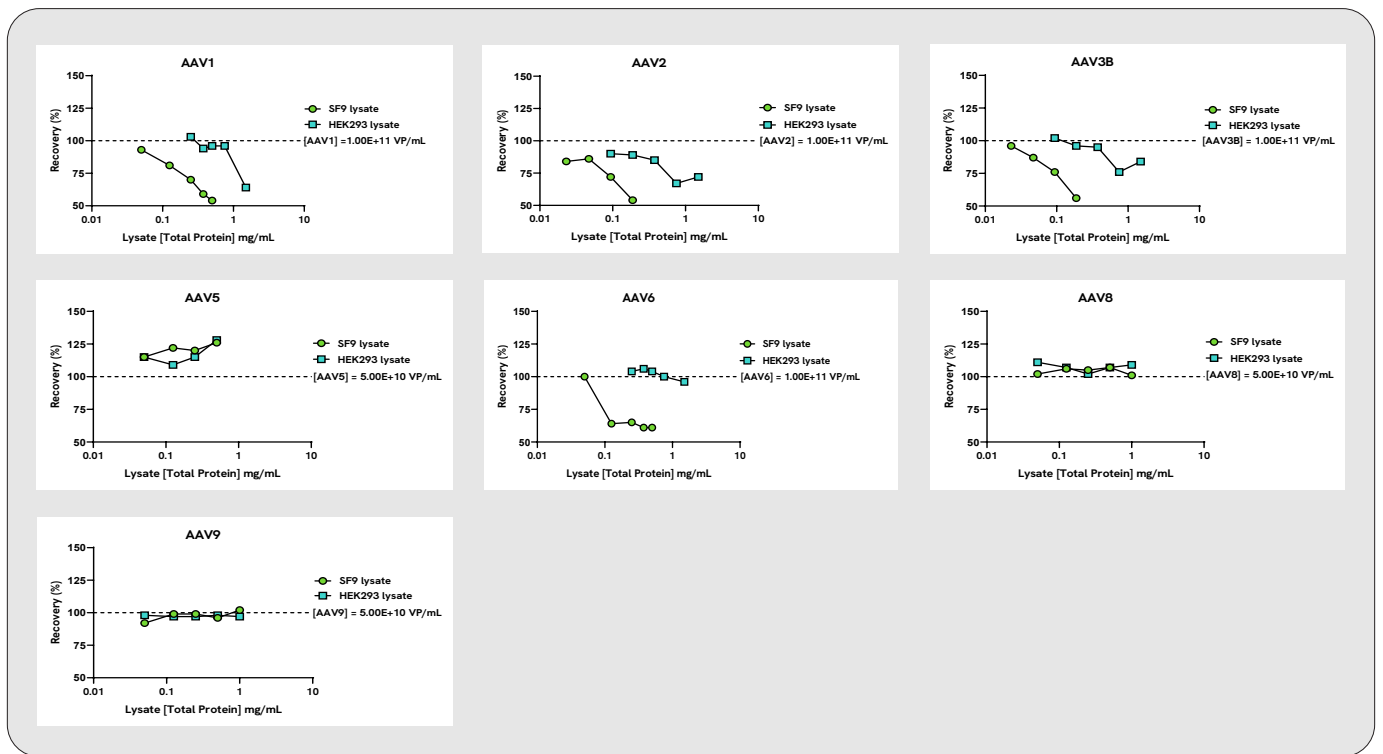 AAV1
150
125
100
75
50
Recovery (%)
0.01
0.1
1
10
Lysate [Total Protein] mg/mL
SF9 lysate
HEK293 lysate
[AAV1] =1.00E+11 VP/mL
AAV2
150
125
100
75
50
Recovery (%)
0.01
0.1
1
10
Lysate [Total Protein] mg/mL
SF9 lysate
HEK293 lysate
[AAV2] = 1.00E+11 VP/mL
AAV3B
150
125
100
75
50
Recovery (%)
0.01
0.1
1
10
Lysate [Total Protein] mg/mL
SF9 lysate
HEK293 lysate
[AAV3B] = 1.00E+11 VP/mL
AAV5
150
125
100
75
50
Recovery (%)
0.01
0.1
1
10
Lysate [Total Protein] mg/mL
SF9 lysate
HEK293 lysate
[AAV5] = 5.00E+10 VP/mL
AAV6
150
125
100
75
50
Recovery (%)
0.01
0.1
1
10
Lysate [Total Protein] mg/mL
SF9 lysate
HEK293 lysate
[AAV6] = 1.00E+11 VP/mL
AAV8
150
125
100
75
50
Recovery (%)
0.01
0.1
1
10
Lysate [Total Protein] mg/mL
SF9 lysate
HEK293 lysate
[AAV8] = 5.00E+10 VP/mL
AAV9
150
125
100
75
50
Recovery (%)
0.01
0.1
1
10
Lysate [Total Protein] mg/mL
SF9 lysate
HEK293 lysate
[AAV9] = 5.00E+10 VP/mL